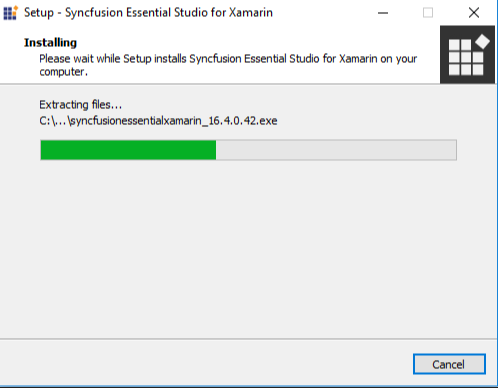 Setup - Syncfusion Essential Studio for Xamarin
Installing
Please wait while Setup installs Syncfusion Essential Studio for Xamarin on your
computer.
Extracting files...
C:\...\syncfusionessentialxamarin_16.4.0.42.exe
Cancel